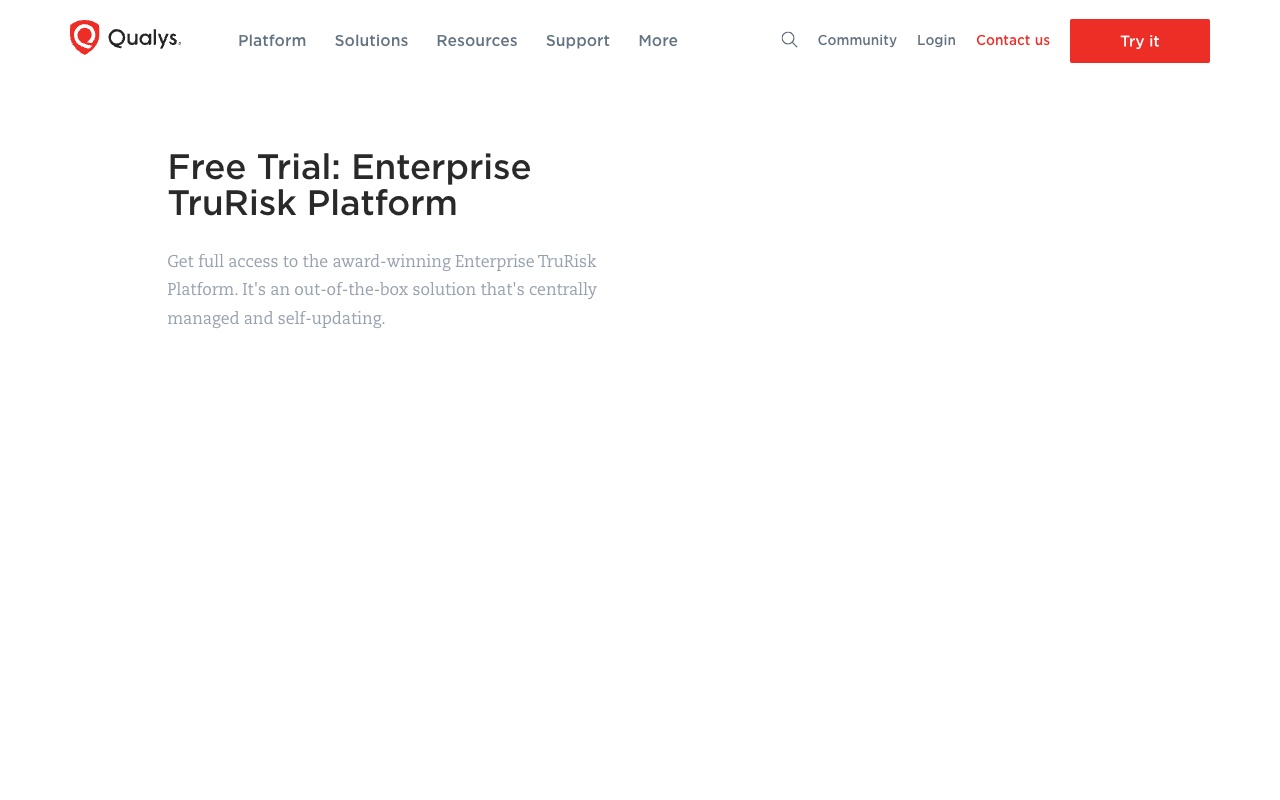 Qualys.
Platform Solutions Resources Support More
Community Login Contact us Try it
Free Trial: Enterprise
TruRisk Platform
Get full access to the award-winning Enterprise TruRisk
Platform. It's an out-of-the-box solution that's centrally
managed and self-updating.